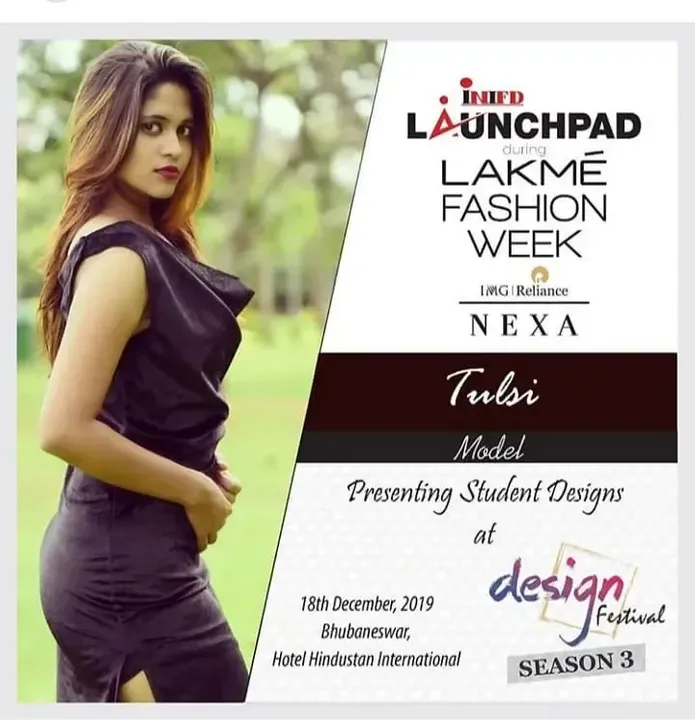 INIFD
LAUNCHPAD
during
LAKMÉ
FASHION
WEEK
IMG | Reliance
NEXA
Tulsi
Model
Presenting Student Designs
at
design
Festival
SEASON 3
18th December, 2019
Bhubaneswar,
Hotel Hindustan International